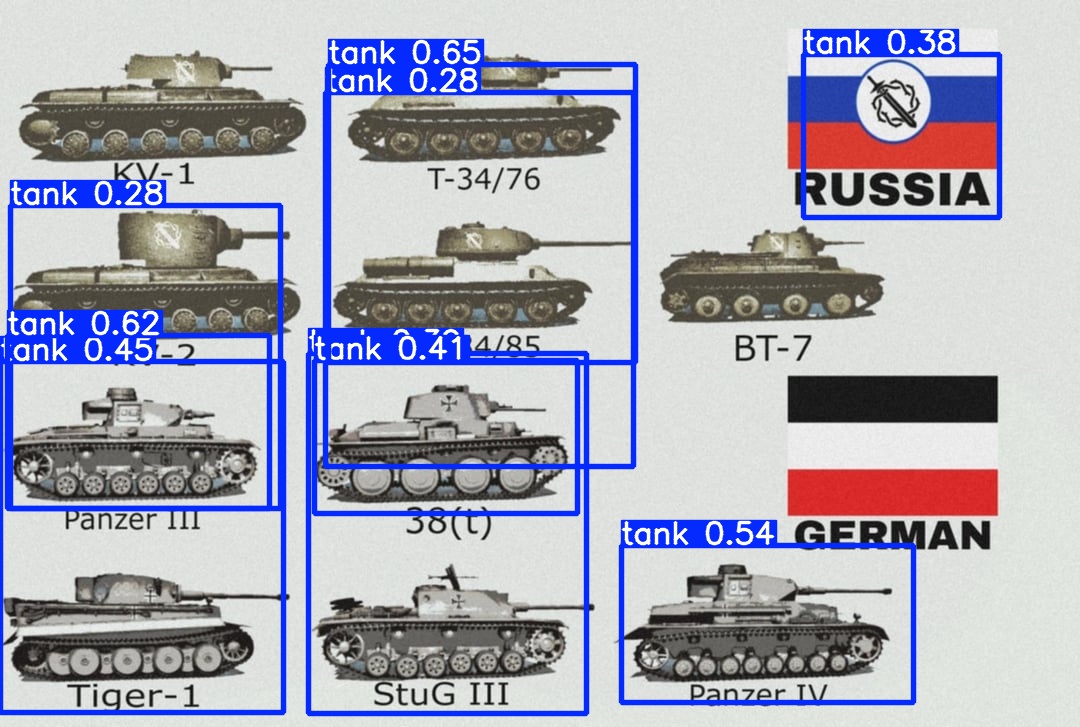 tank 0.65
tank 0.28
tank 0.38
KV-1
T-34/76
RUSSIA
tank 0.28
tank 0.62
tank 0.45
tank 0.41
BT-7
Panzer III
38(t)
tank 0.54
GERMAN
Tiger-1
StuG III
Panzer IV